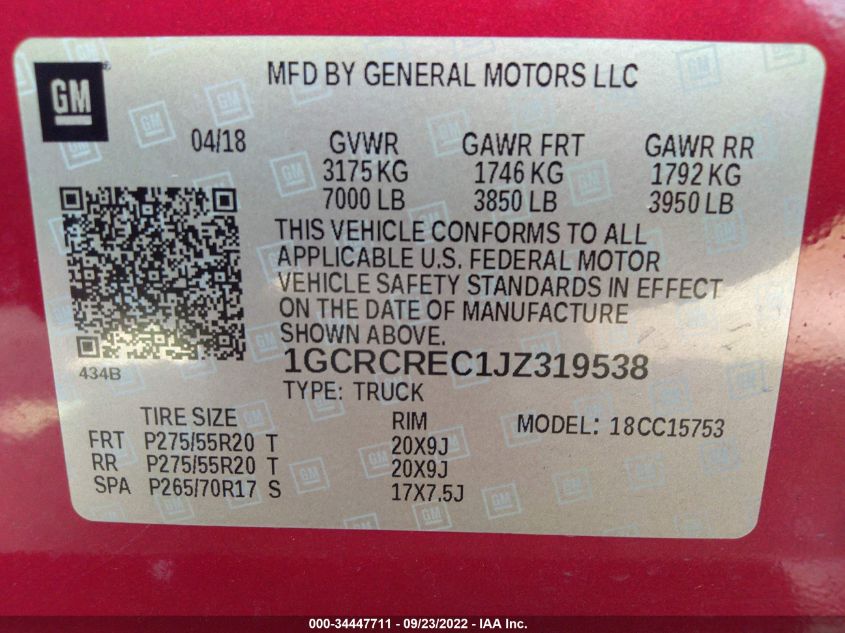 GM ®
MFD BY GENERAL MOTORS LLC
04/18 GVWR GAWR FRT GAWR RR
3175 KG 1746 KG 1792 KG
7000 LB 3850 LB 3950 LB
THIS VEHICLE CONFORMS TO ALL
APPLICABLE U.S. FEDERAL MOTOR
VEHICLE SAFETY STANDARDS IN EFFECT
ON THE DATE OF MANUFACTURE
SHOWN ABOVE.
434B
1GCRCREC1JZ319538
TYPE: TRUCK
TIRE SIZE RIM MODEL: 18CC15753
FRT P275/55R20 T 20X9J
RR P275/55R20 T 20X9J
SPA P265/70R17 S 17X7.5J
000-34447711 - 09/23/2022 - IAA Inc.